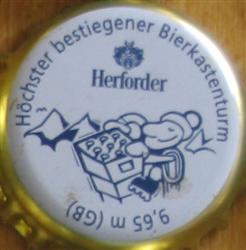 Höchster bestiegener Bierkastenturm
Herforder
9,65 m (GB)